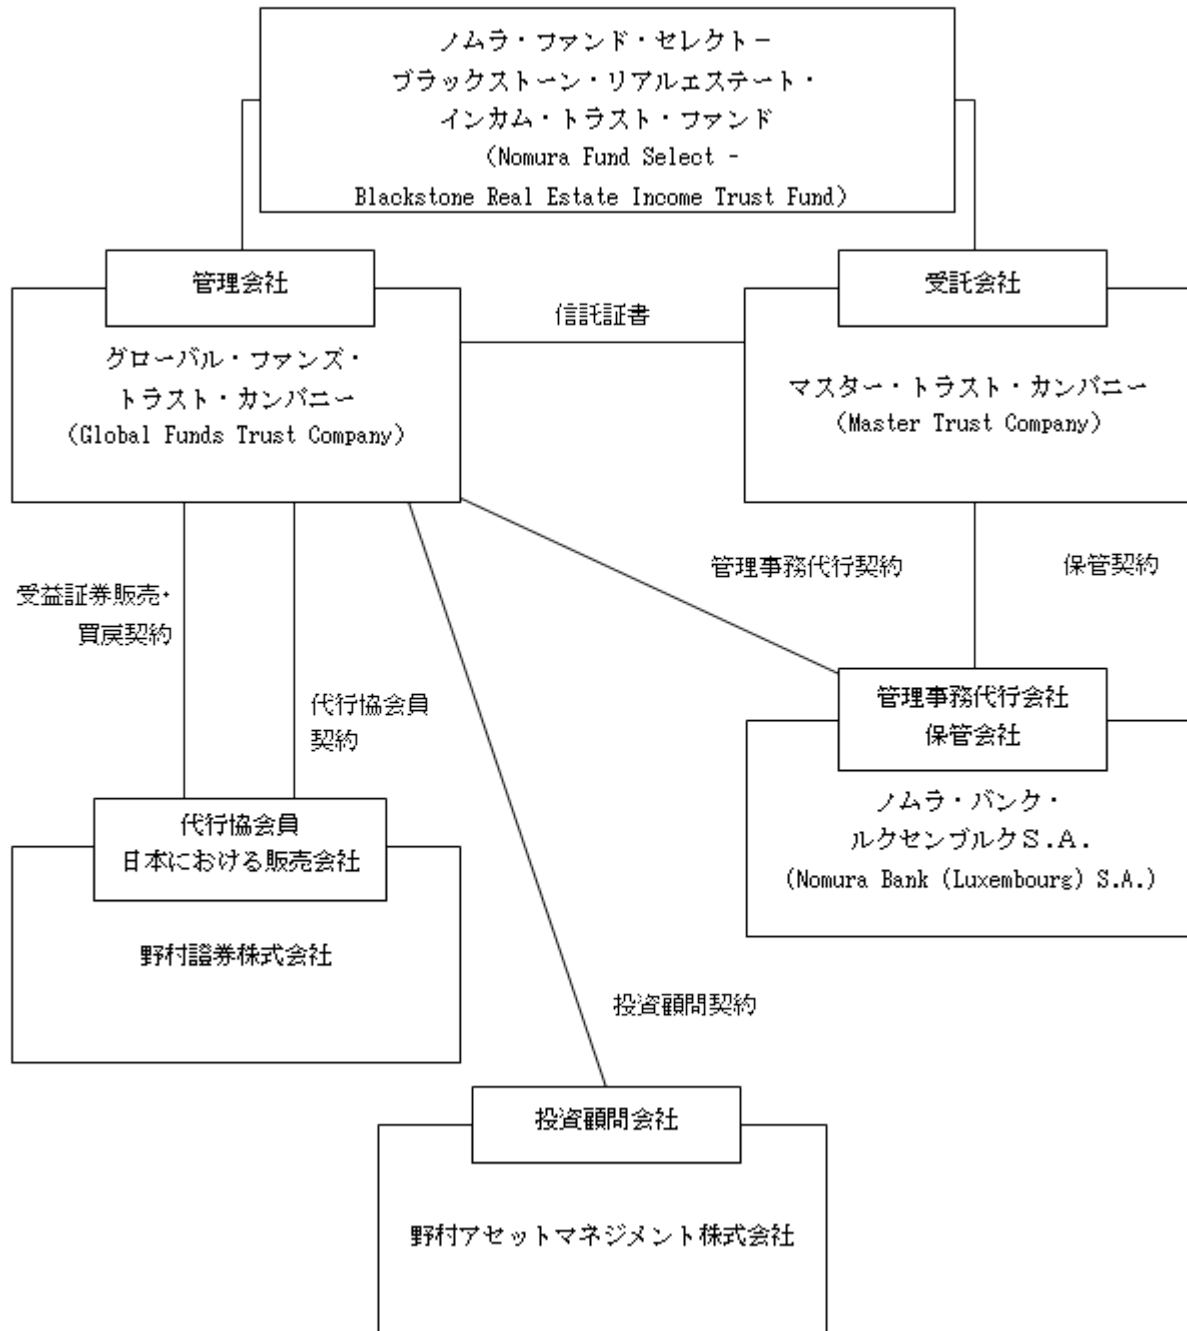 ノムラ・ファンド・セレクト－
ブラックストーン・リアルエステート・
インカム・トラスト・ファンド
(Nomura Fund Select -
Blackstone Real Estate Income Trust Fund)
管理会社
受託会社
信託証書
グローバル・ファンズ・
トラスト・カンパニー
(Global Funds Trust Company)
マスター・トラスト・カンパニー
(Master Trust Company)
管理事務代行契約
保管契約
受益証券販売・
買戻契約
代行協会員
契約
管理事務代行会社
保管会社
ノムラ・バンク・
ルクセンブルクＳ.Ａ.
(Nomura Bank (Luxembourg) S.A.)
代行協会員
日本における販売会社
野村證券株式会社
投資顧問契約
投資顧問会社
野村アセットマネジメント株式会社